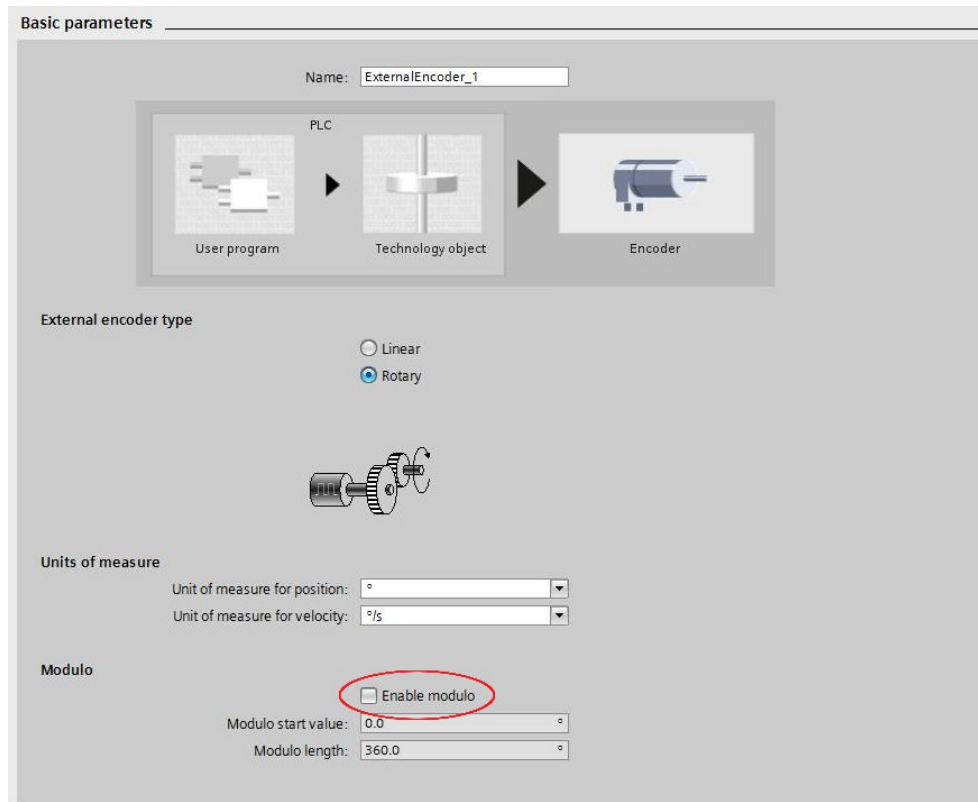 Basic parameters
Name: ExternalEncoder_1
PLC
User program Technology object Encoder
External encoder type
Linear
Rotary
Units of measure
Unit of measure for position: °
Unit of measure for velocity: °/s
Modulo
Enable modulo
Modulo start value: 0.0 °
Modulo length: 360.0 °